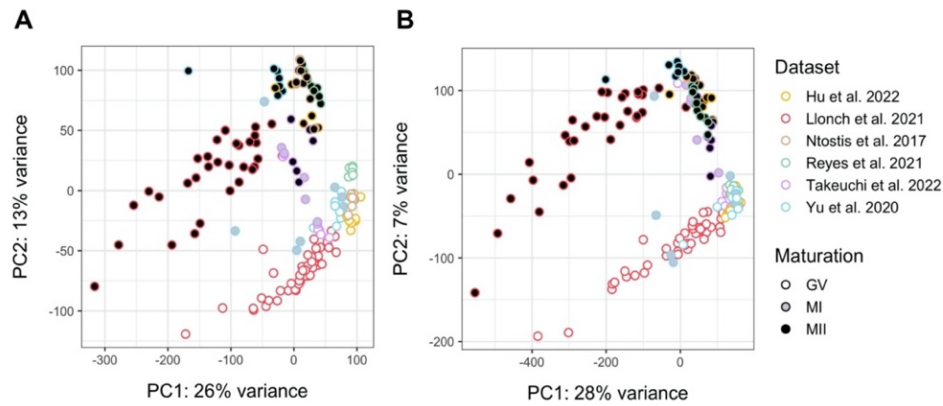 A
PC2: 13% variance
100
50
0
-50
-100
-300
-200
-100
0
100
PC1: 26% variance
B
PC2: 7% variance
100
0
-100
-200
-400
-200
0
PC1: 28% variance
Dataset
Hu et al. 2022
Llonch et al. 2021
Ntostis et al. 2017
Reyes et al. 2021
Takeuchi et al. 2022
Yu et al. 2020
Maturation
GV
MI
MII